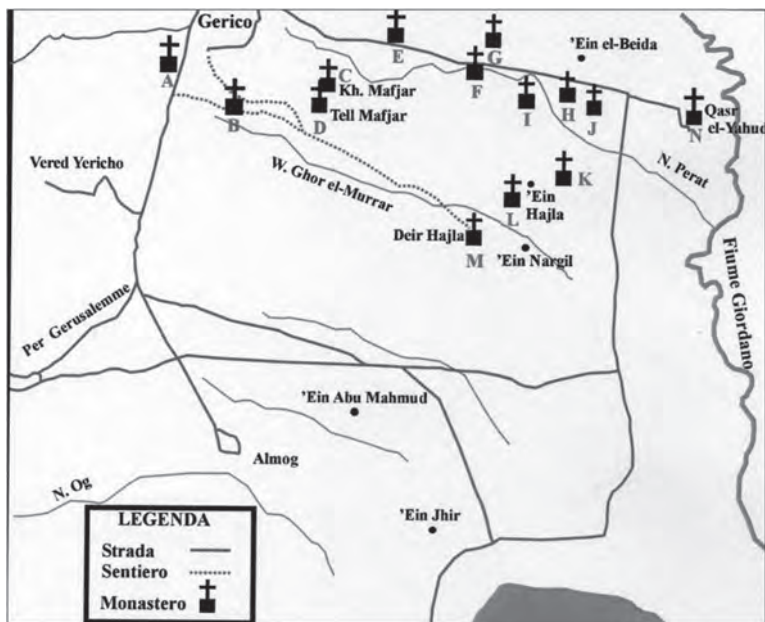 Gerico
E
G
'Ein el-Beida
A
C
F
Kh. Mafjar
B
D
Tell Mafjar
I
H
J
N
Qasr
el-Yahud
Vered Yericho
W. Ghor el-Murrar
N. Perat
K
'Ein
Hajla
L
Deir Hajla
M
'Ein Nargil
Fiume Giordano
Per Gerusalemme
'Ein Abu Mahmud
Almog
N. Og
'Ein Jhir
LEGENDA
Strada
Sentiero
Monastero